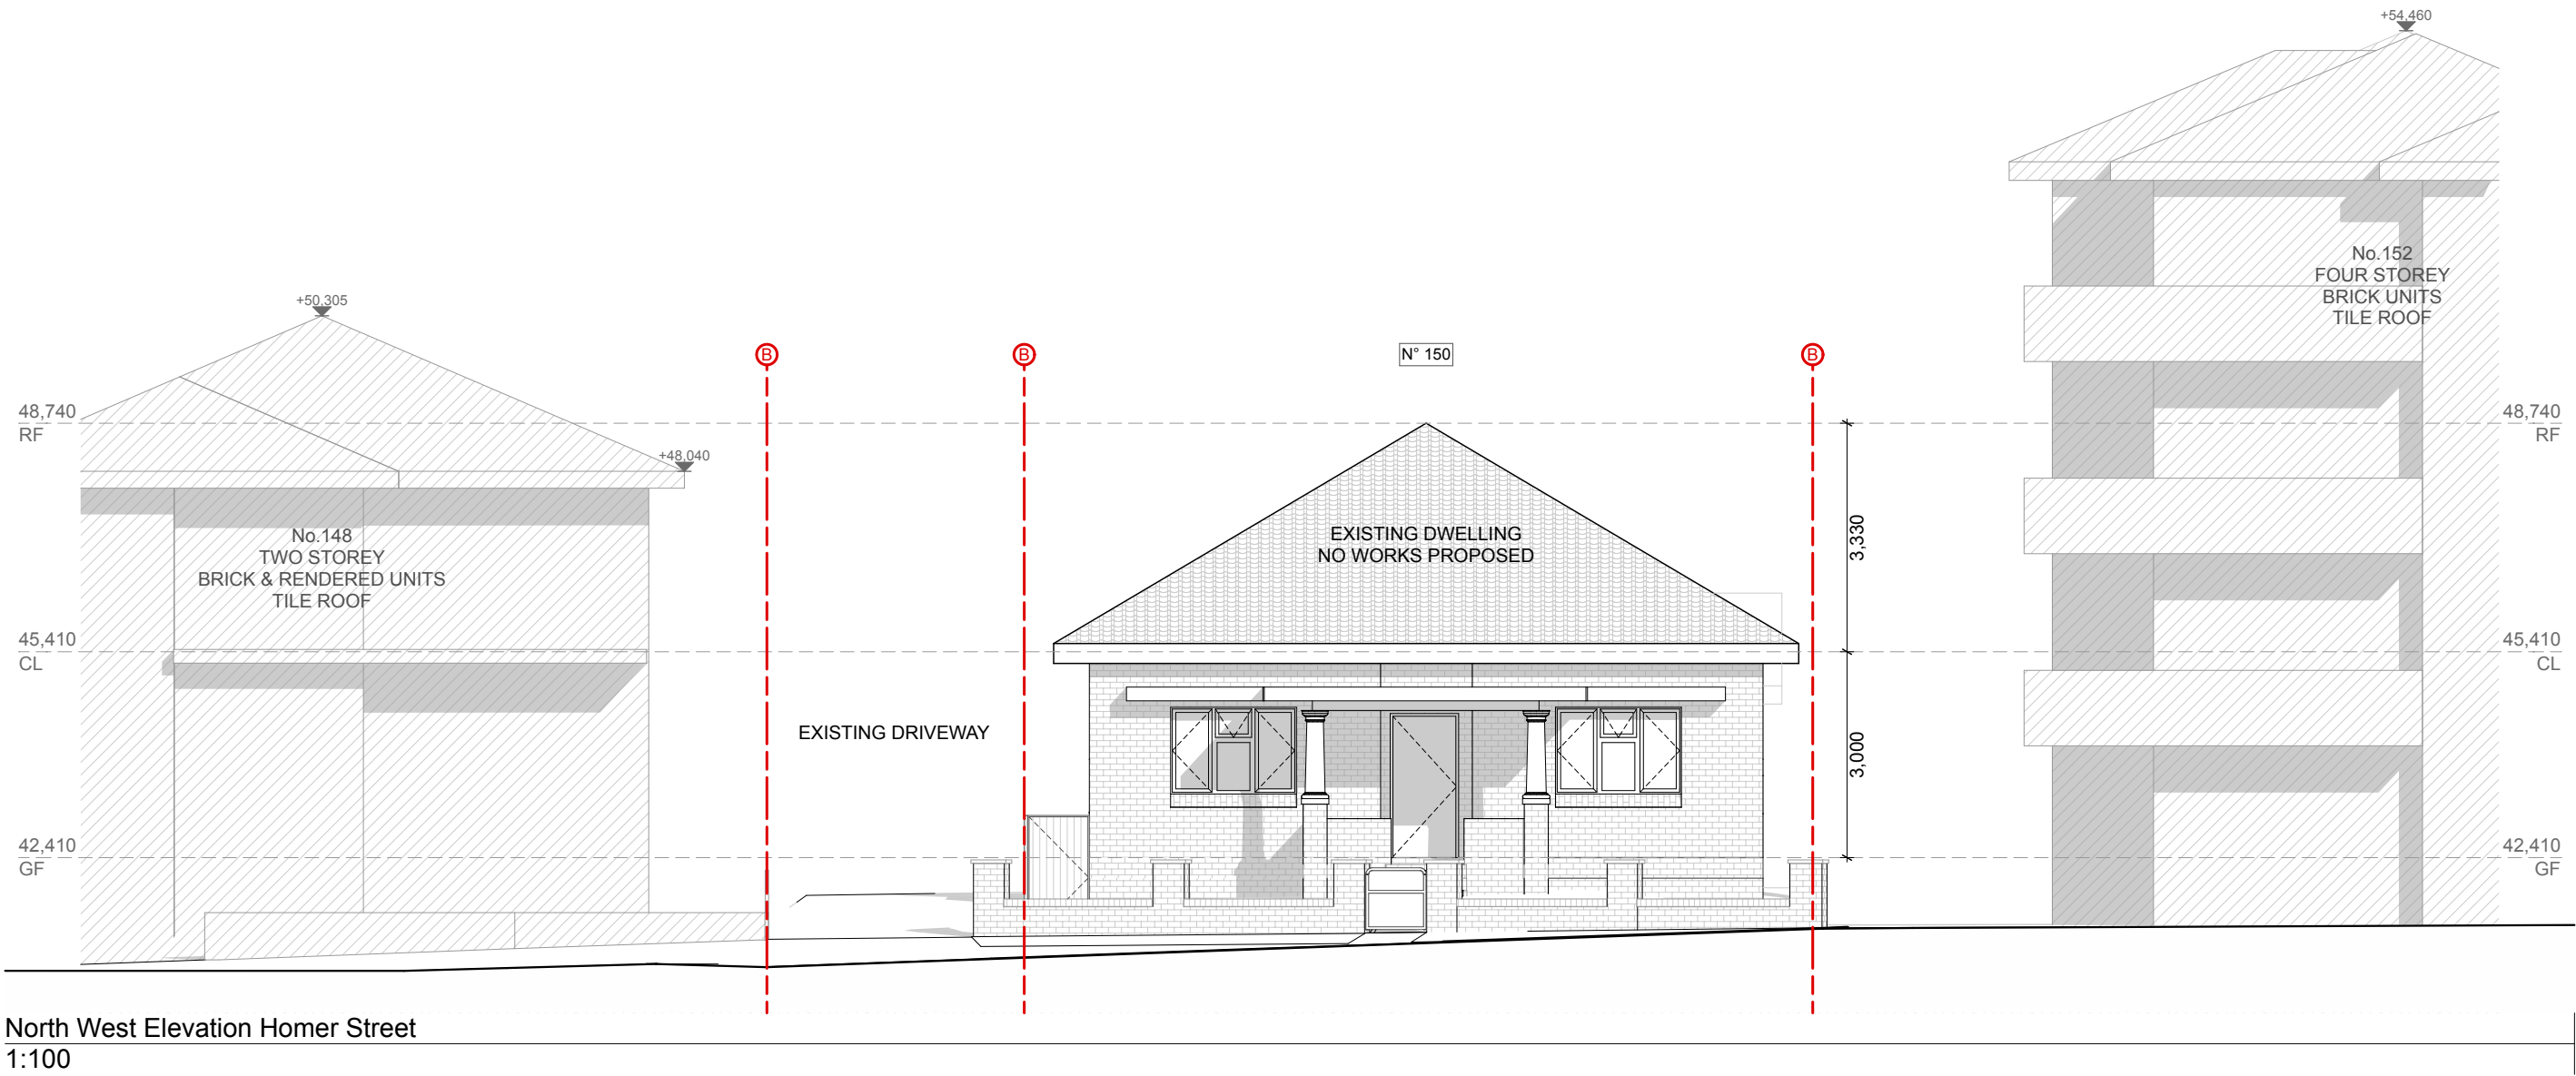 +54,460
No.152
FOUR STOREY
BRICK UNITS
TILE ROOF
+50,305
B
B
N° 150
B
48,740
RF
48,740
RF
+48,040
No.148
TWO STOREY
BRICK & RENDERED UNITS
TILE ROOF
EXISTING DWELLING
NO WORKS PROPOSED
3,330
45,410
CL
45,410
CL
EXISTING DRIVEWAY
3,000
42,410
GF
42,410
GF
North West Elevation Homer Street
1:100